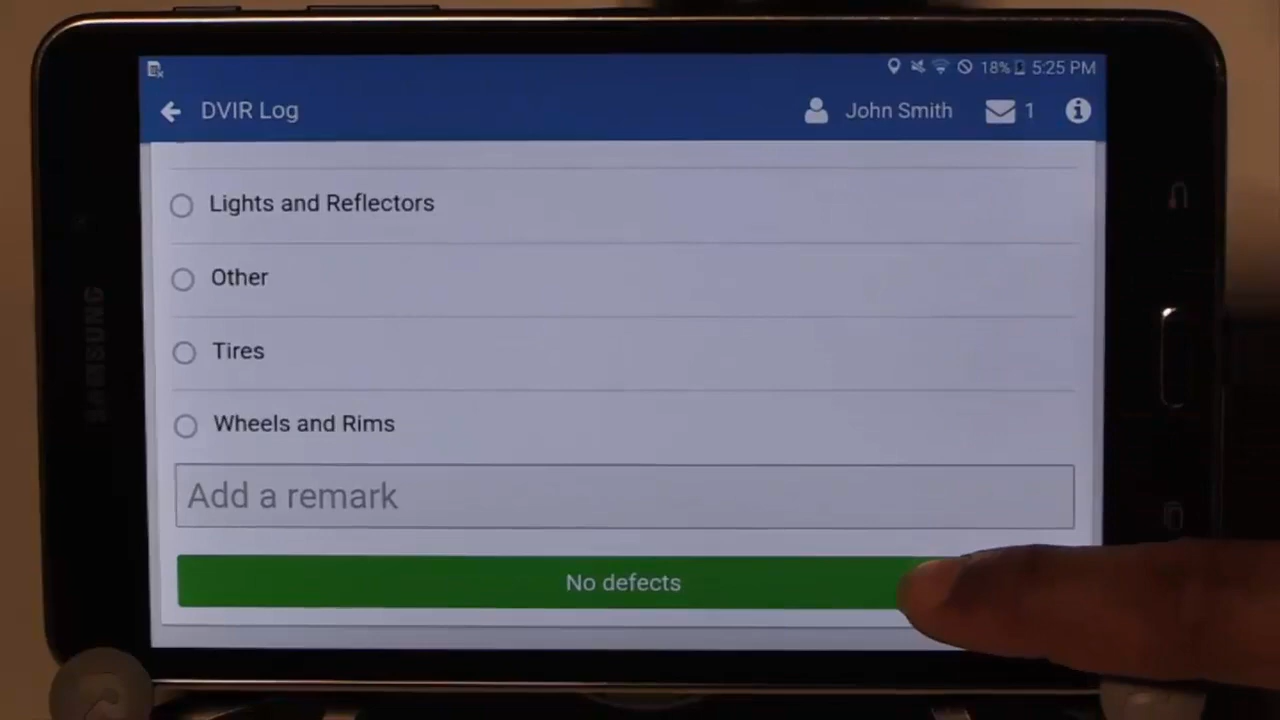 18% 5:25 PM
DVIR Log
John Smith
1
Lights and Reflectors
Other
Tires
Wheels and Rims
Add a remark
No defects
SAMSUNG